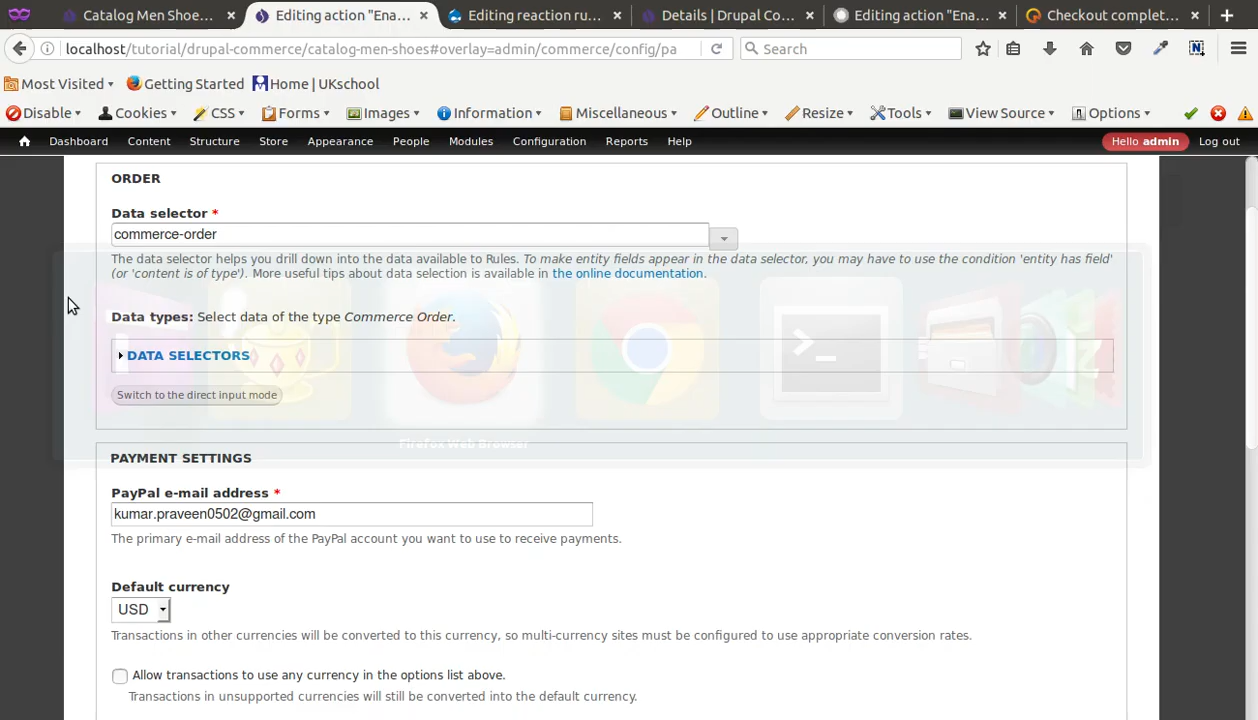 Catalog Men Shoe...
Editing action "Ena...
Editing reaction ru...
Details | Drupal Co...
Editing action "Ena...
Checkout complet...
localhost/tutorial/drupal-commerce/catalog-men-shoes#overlay=admin/commerce/config/pa
Search
Most Visited
Getting Started
Home | UKschool
Disable
Cookies
CSS
Forms
Images
Information
Miscellaneous
Outline
Resize
Tools
View Source
Options
Dashboard
Content
Structure
Store
Appearance
People
Modules
Configuration
Reports
Help
Hello admin
Log out
ORDER
Data selector *
commerce-order
The data selector helps you drill down into the data available to Rules. To make entity fields appear in the data selector, you may have to use the condition 'entity has field'
(or 'content is of type'). More useful tips about data selection is available in the online documentation.
Data types: Select data of the type Commerce Order.
DATA SELECTORS
Switch to the direct input mode
Firefox Web Browser
PAYMENT SETTINGS
PayPal e-mail address *
kumar.praveen0502@gmail.com
The primary e-mail address of the PayPal account you want to use to receive payments.
Default currency
USD
Transactions in other currencies will be converted to this currency, so multi-currency sites must be configured to use appropriate conversion rates.
Allow transactions to use any currency in the options list above.
Transactions in unsupported currencies will still be converted into the default currency.